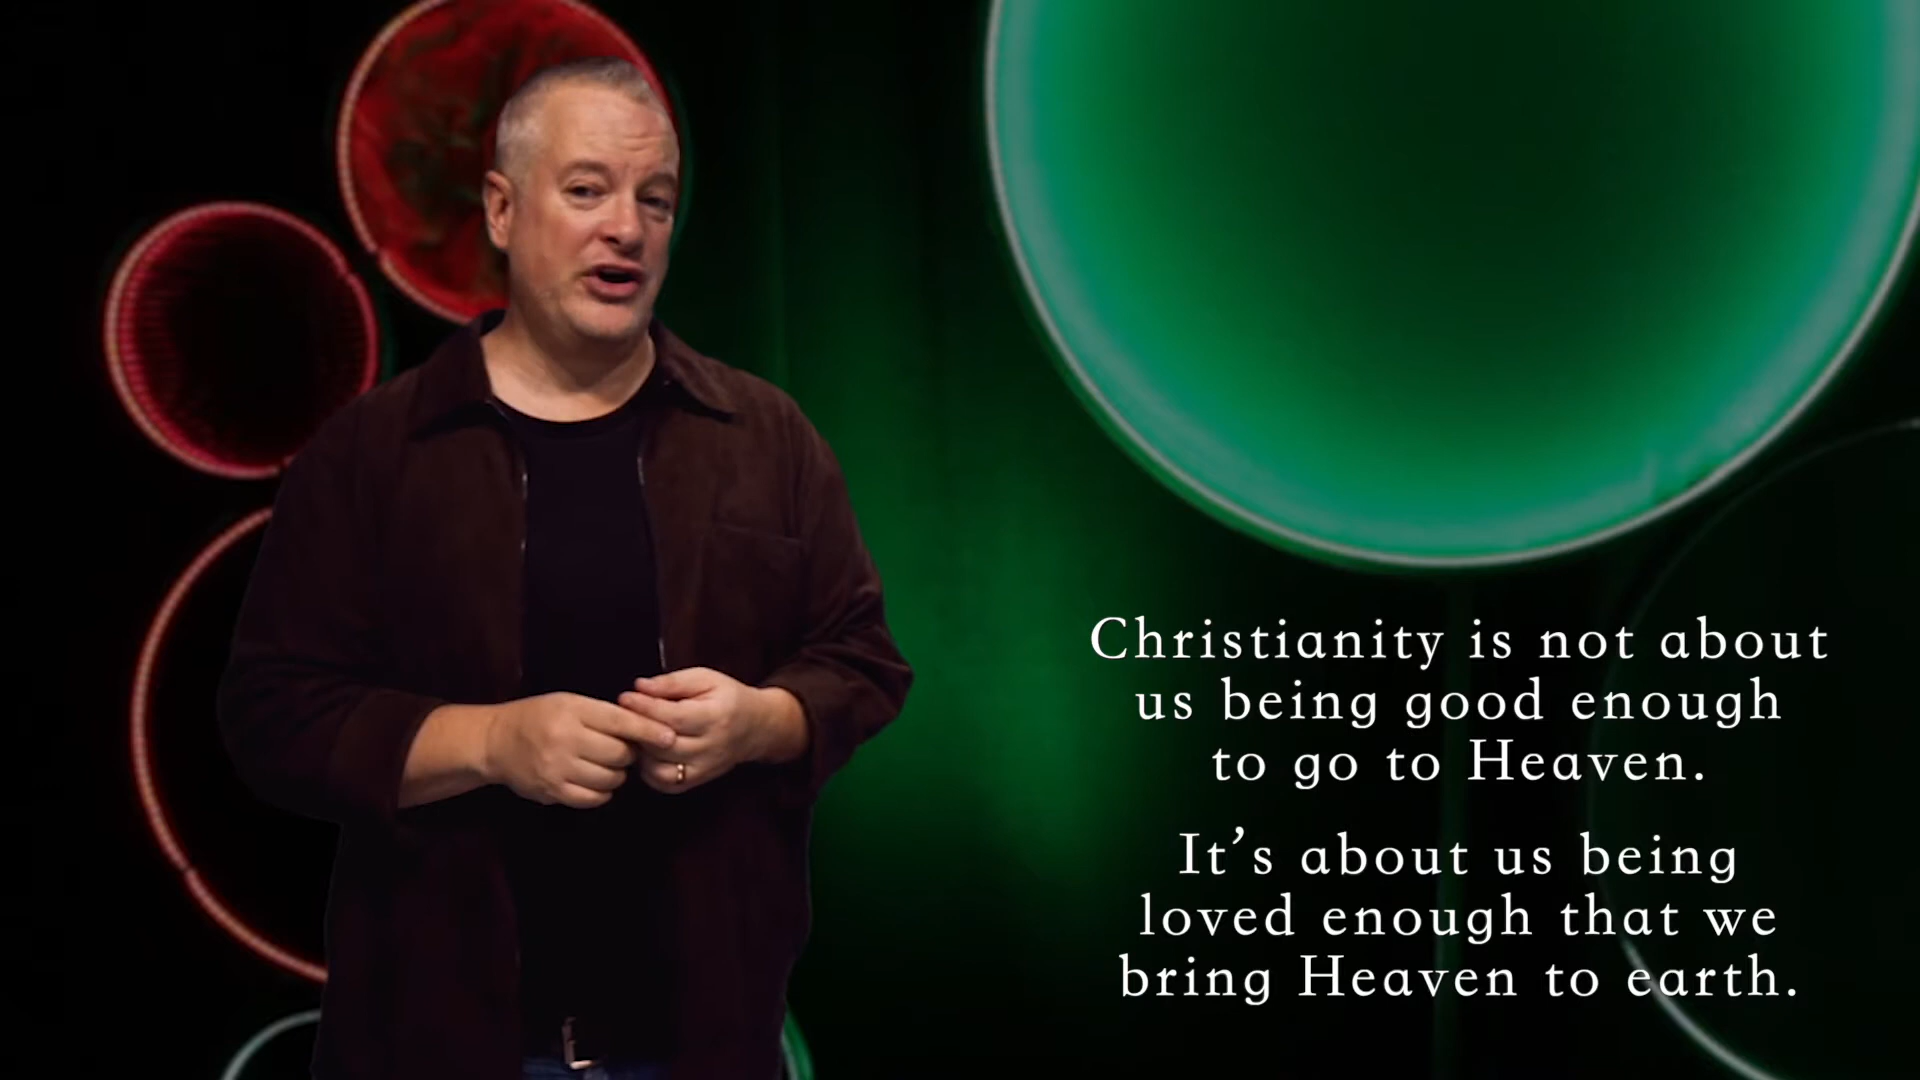 Christianity is not about
us being good enough
to go to Heaven.
It’s about us being
loved enough that we
bring Heaven to earth.